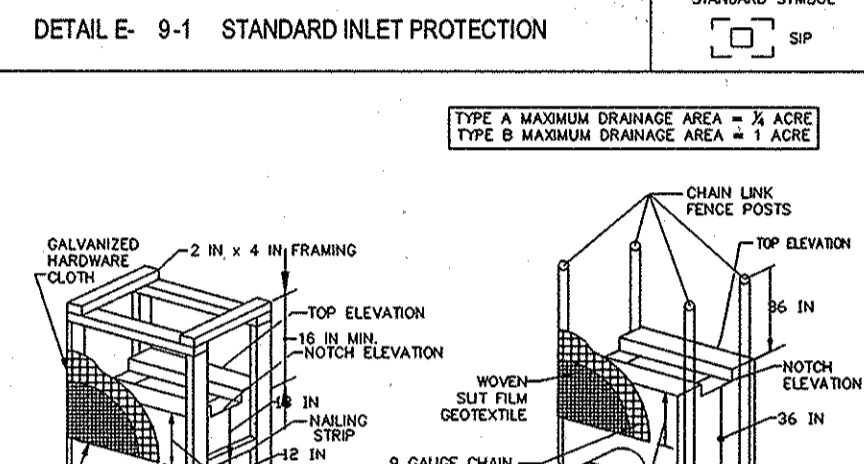 STANDARD SYMBOL
DETAIL E- 9-1 STANDARD INLET PROTECTION
SIP
TYPE A MAXIMUM DRAINAGE AREA = ¼ ACRE
TYPE B MAXIMUM DRAINAGE AREA = 1 ACRE
GALVANIZED
HARDWARE
CLOTH
2 IN x 4 IN FRAMING
TOP ELEVATION
16 IN MIN.
NOTCH ELEVATION
IN
NAILING
STRIP
12 IN
CHAIN LINK
FENCE POSTS
TOP ELEVATION
36 IN
NOTCH
ELEVATION
36 IN
WOVEN
SLIT FILM
GEOTEXTILE
9 GAUGE CHAIN